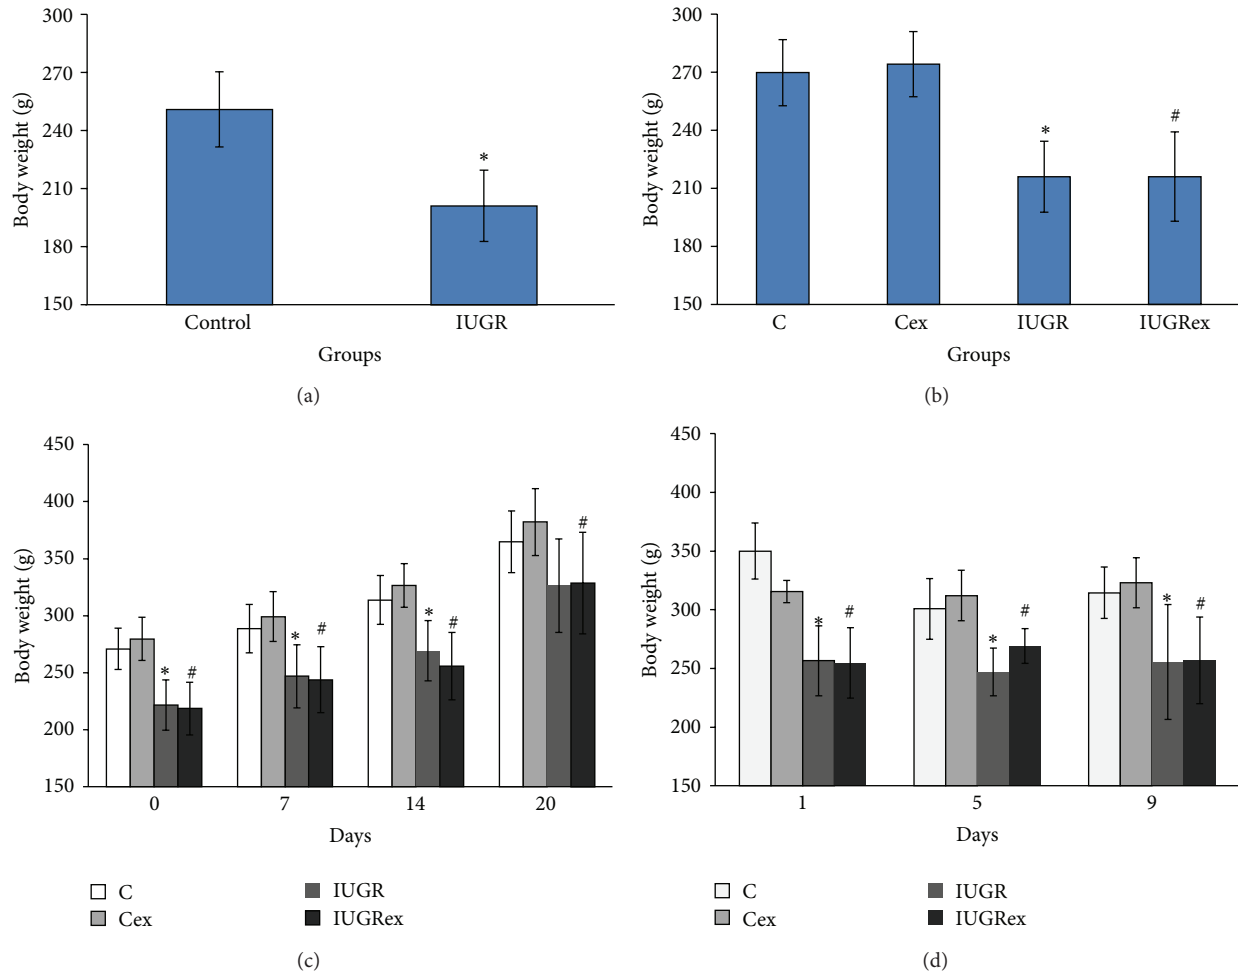 300
270
240
210
180
150
Body weight (g)
*
Control
IUGR
Groups
(a)
300
270
240
210
180
150
Body weight (g)
*
#
C
Cex
IUGR
IUGRex
Groups
(b)
450
400
350
300
250
200
150
Body weight (g)
* #
* #
* #
#
0
7
14
20
Days
C
Cex
IUGR
IUGRex
(c)
450
400
350
300
250
200
150
Body weight (g)
* #
* #
* #
1
5
9
Days
C
Cex
IUGR
IUGRex
(d)